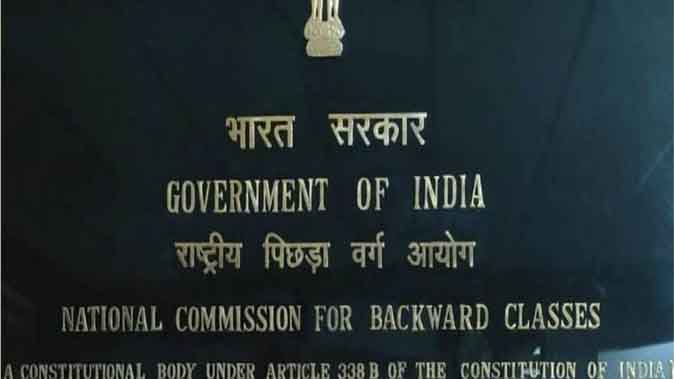 भारत सरकार
GOVERNMENT OF INDIA
राष्ट्रीय पिछड़ा वर्ग आयोग
NATIONAL COMMISSION FOR BACKWARD CLASSES
(A CONSTITUTIONAL BODY UNDER ARTICLE 338 B OF THE CONSTITUTION OF INDIA)